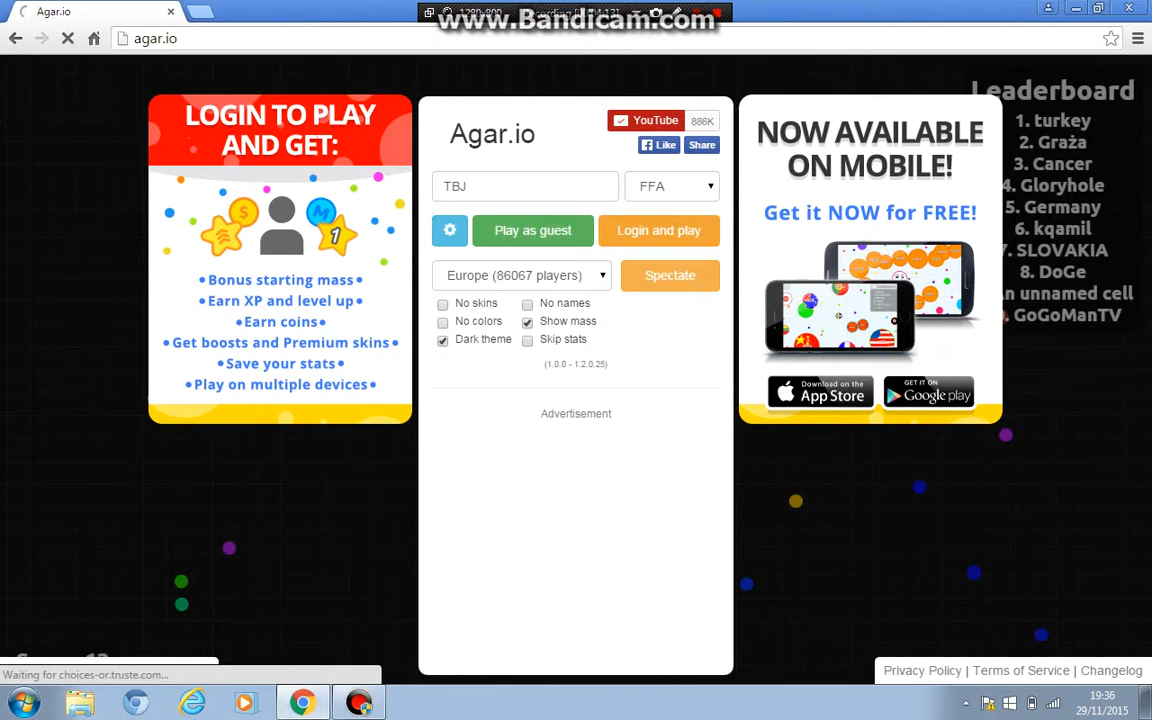 Agar.io
www.Bandicam.com
agar.io
LOGIN TO PLAY
AND GET:
•Bonus starting mass•
•Earn XP and level up•
•Earn coins•
•Get boosts and Premium skins•
•Save your stats•
•Play on multiple devices•
Agar.io
YouTube 886K
Like Share
TBJ FFA
Play as guest Login and play
Europe (86067 players) Spectate
No skins No names
No colors Show mass
Dark theme Skip stats
(1.0.0 - 1.2.0.25)
Advertisement
NOW AVAILABLE
ON MOBILE!
Get it NOW for FREE!
Download on the
App Store
GET IT ON
Google play
Leaderboard
1. turkey
2. Graża
3. Cancer
4. Gloryhole
5. Germany
6. kqamil
7. SLOVAKIA
8. DoGe
n unnamed cell
. GoGoManTV
Waiting for choices-or.truste.com...
Privacy Policy | Terms of Service | Changelog
19:36
29/11/2015